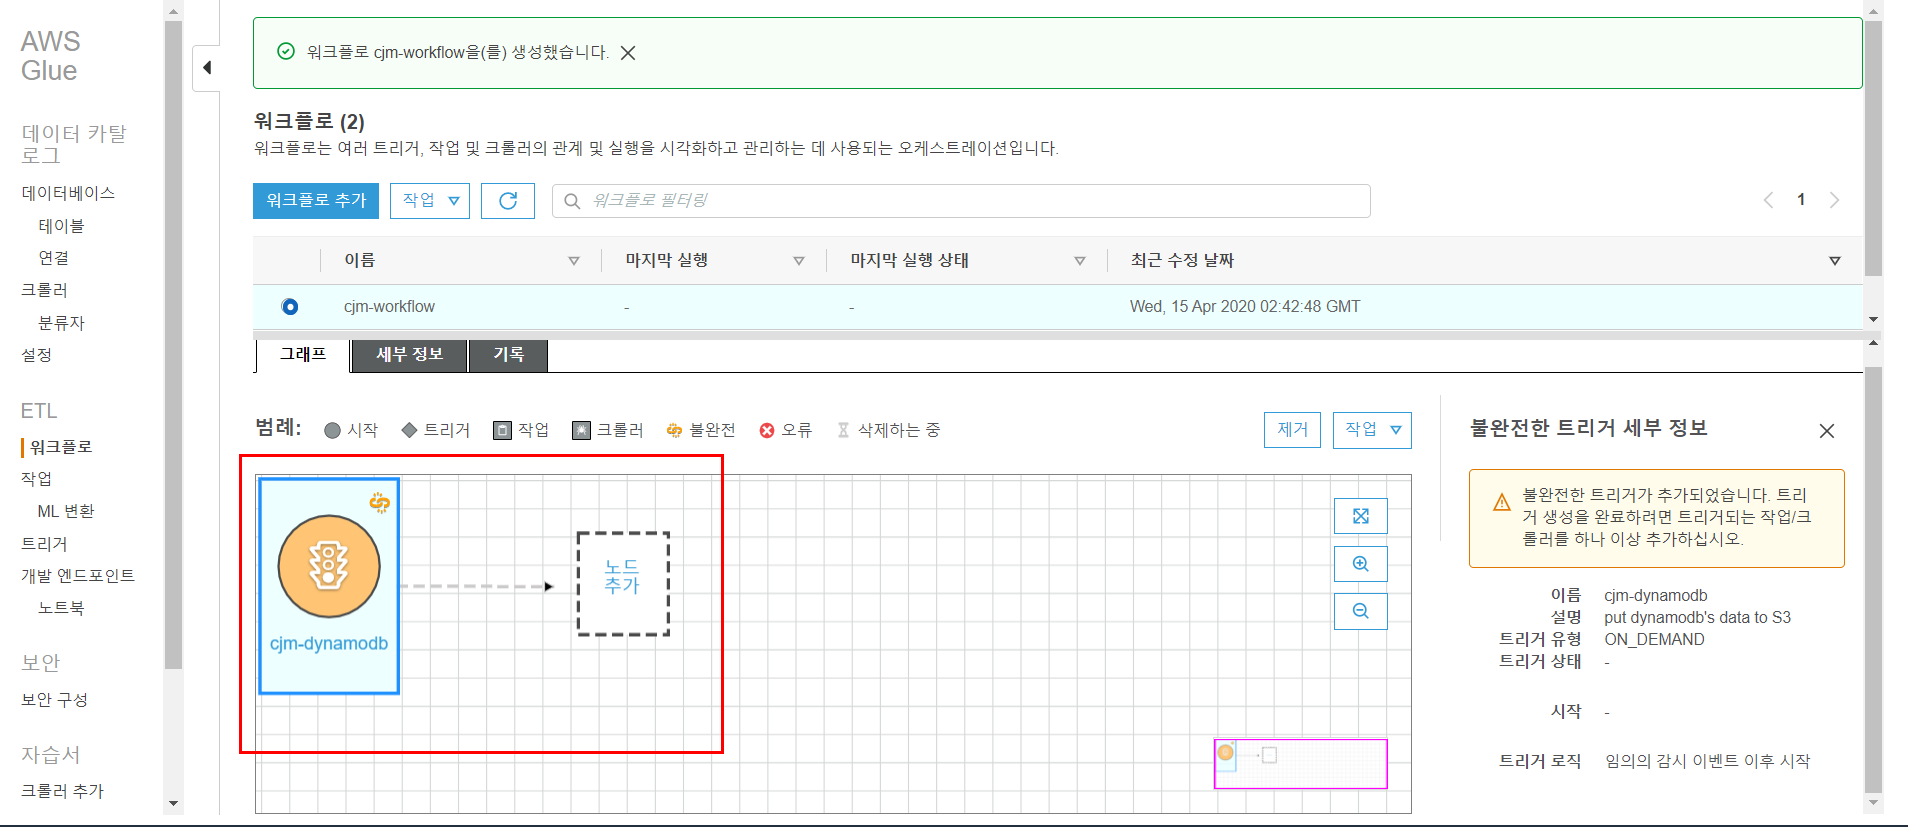 AWS
Glue
데이터 카탈
로그
데이터베이스
테이블
연결
크롤러
분류자
설정
ETL
워크플로
작업
ML 변환
트리거
개발 엔드포인트
노트북
보안
보안 구성
자습서
크롤러 추가
워크플로 cjm-workflow을(를) 생성했습니다.
워크플로 (2)
워크플로는 여러 트리거, 작업 및 크롤러의 관계 및 실행을 시각화하고 관리하는 데 사용되는 오케스트레이션입니다.
워크플로 추가 작업 워크플로 필터링 1
이름 마지막 실행 마지막 실행 상태 최근 수정 날짜
cjm-workflow - - Wed, 15 Apr 2020 02:42:48 GMT
그래프 세부 정보 기록
범례: 시작 트리거 작업 크롤러 불완전 오류 삭제하는 중 제거 작업
cjm-dynamodb
노드
추가
불완전한 트리거 세부 정보
불완전한 트리거가 추가되었습니다. 트리
거 생성을 완료하려면 트리거되는 작업/크
롤러를 하나 이상 추가하십시오.
이름 cjm-dynamodb
설명 put dynamodb's data to S3
트리거 유형 ON_DEMAND
트리거 상태 -
시작 -
트리거 로직 임의의 감시 이벤트 이후 시작